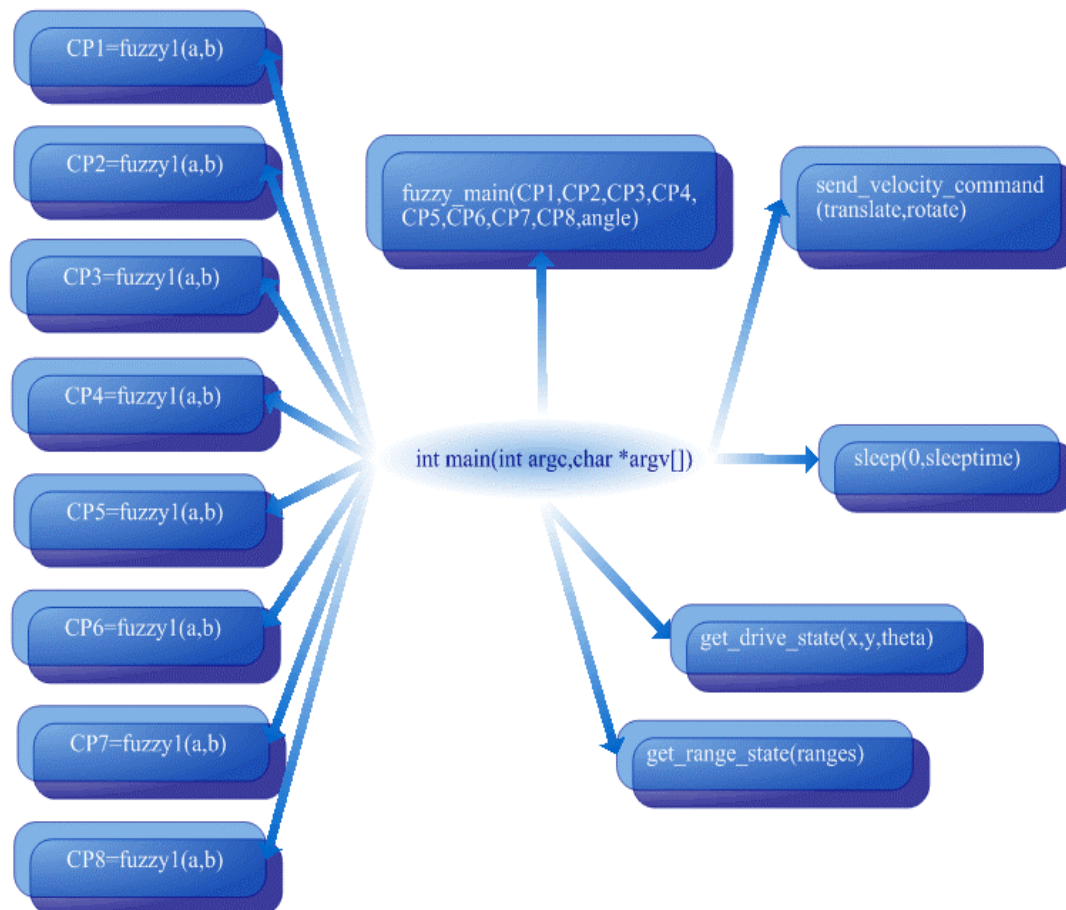 CP1=fuzzy1(a,b)
CP2=fuzzy1(a,b)
CP3=fuzzy1(a,b)
CP4=fuzzy1(a,b)
CP5=fuzzy1(a,b)
CP6=fuzzy1(a,b)
CP7=fuzzy1(a,b)
CP8=fuzzy1(a,b)
fuzzy_main(CP1,CP2,CP3,CP4,
CP5,CP6,CP7,CP8,angle)
int main(int argc,char *argv[])
send_velocity_command
(translate,rotate)
sleep(0,sleeptime)
get_drive_state(x,y,theta)
get_range_state(ranges)